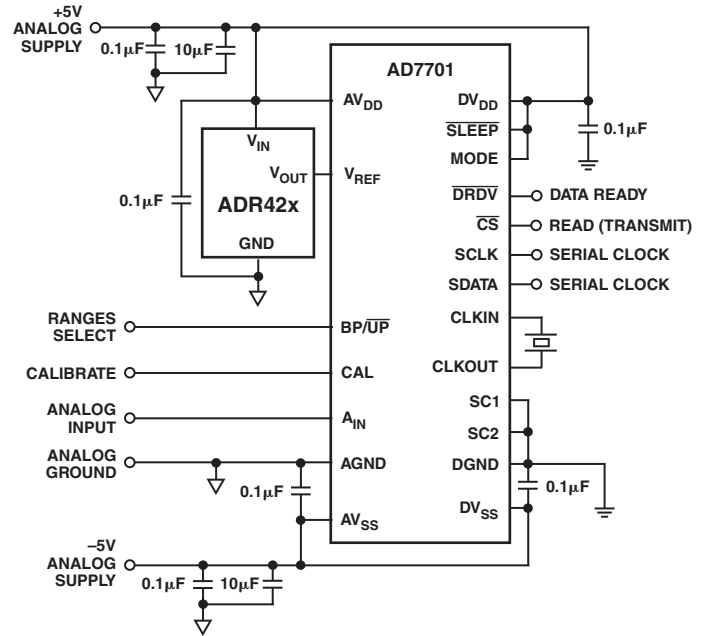 +5V
ANALOG
SUPPLY
0.1µF
10µF
AD7701
AVDD
DVDD
SLEEP
MODE
0.1µF
VIN
VOUT
VREF
ADR42x
GND
0.1µF
DRDV
DATA READY
CS
READ (TRANSMIT)
SCLK
SERIAL CLOCK
SDATA
SERIAL CLOCK
RANGES
SELECT
BP/UP
CLKIN
CALIBRATE
CAL
CLKOUT
ANALOG
INPUT
AIN
SC1
SC2
ANALOG
GROUND
AGND
DGND
0.1µF
0.1µF
AVSS
DVSS
–5V
ANALOG
SUPPLY
0.1µF
10µF